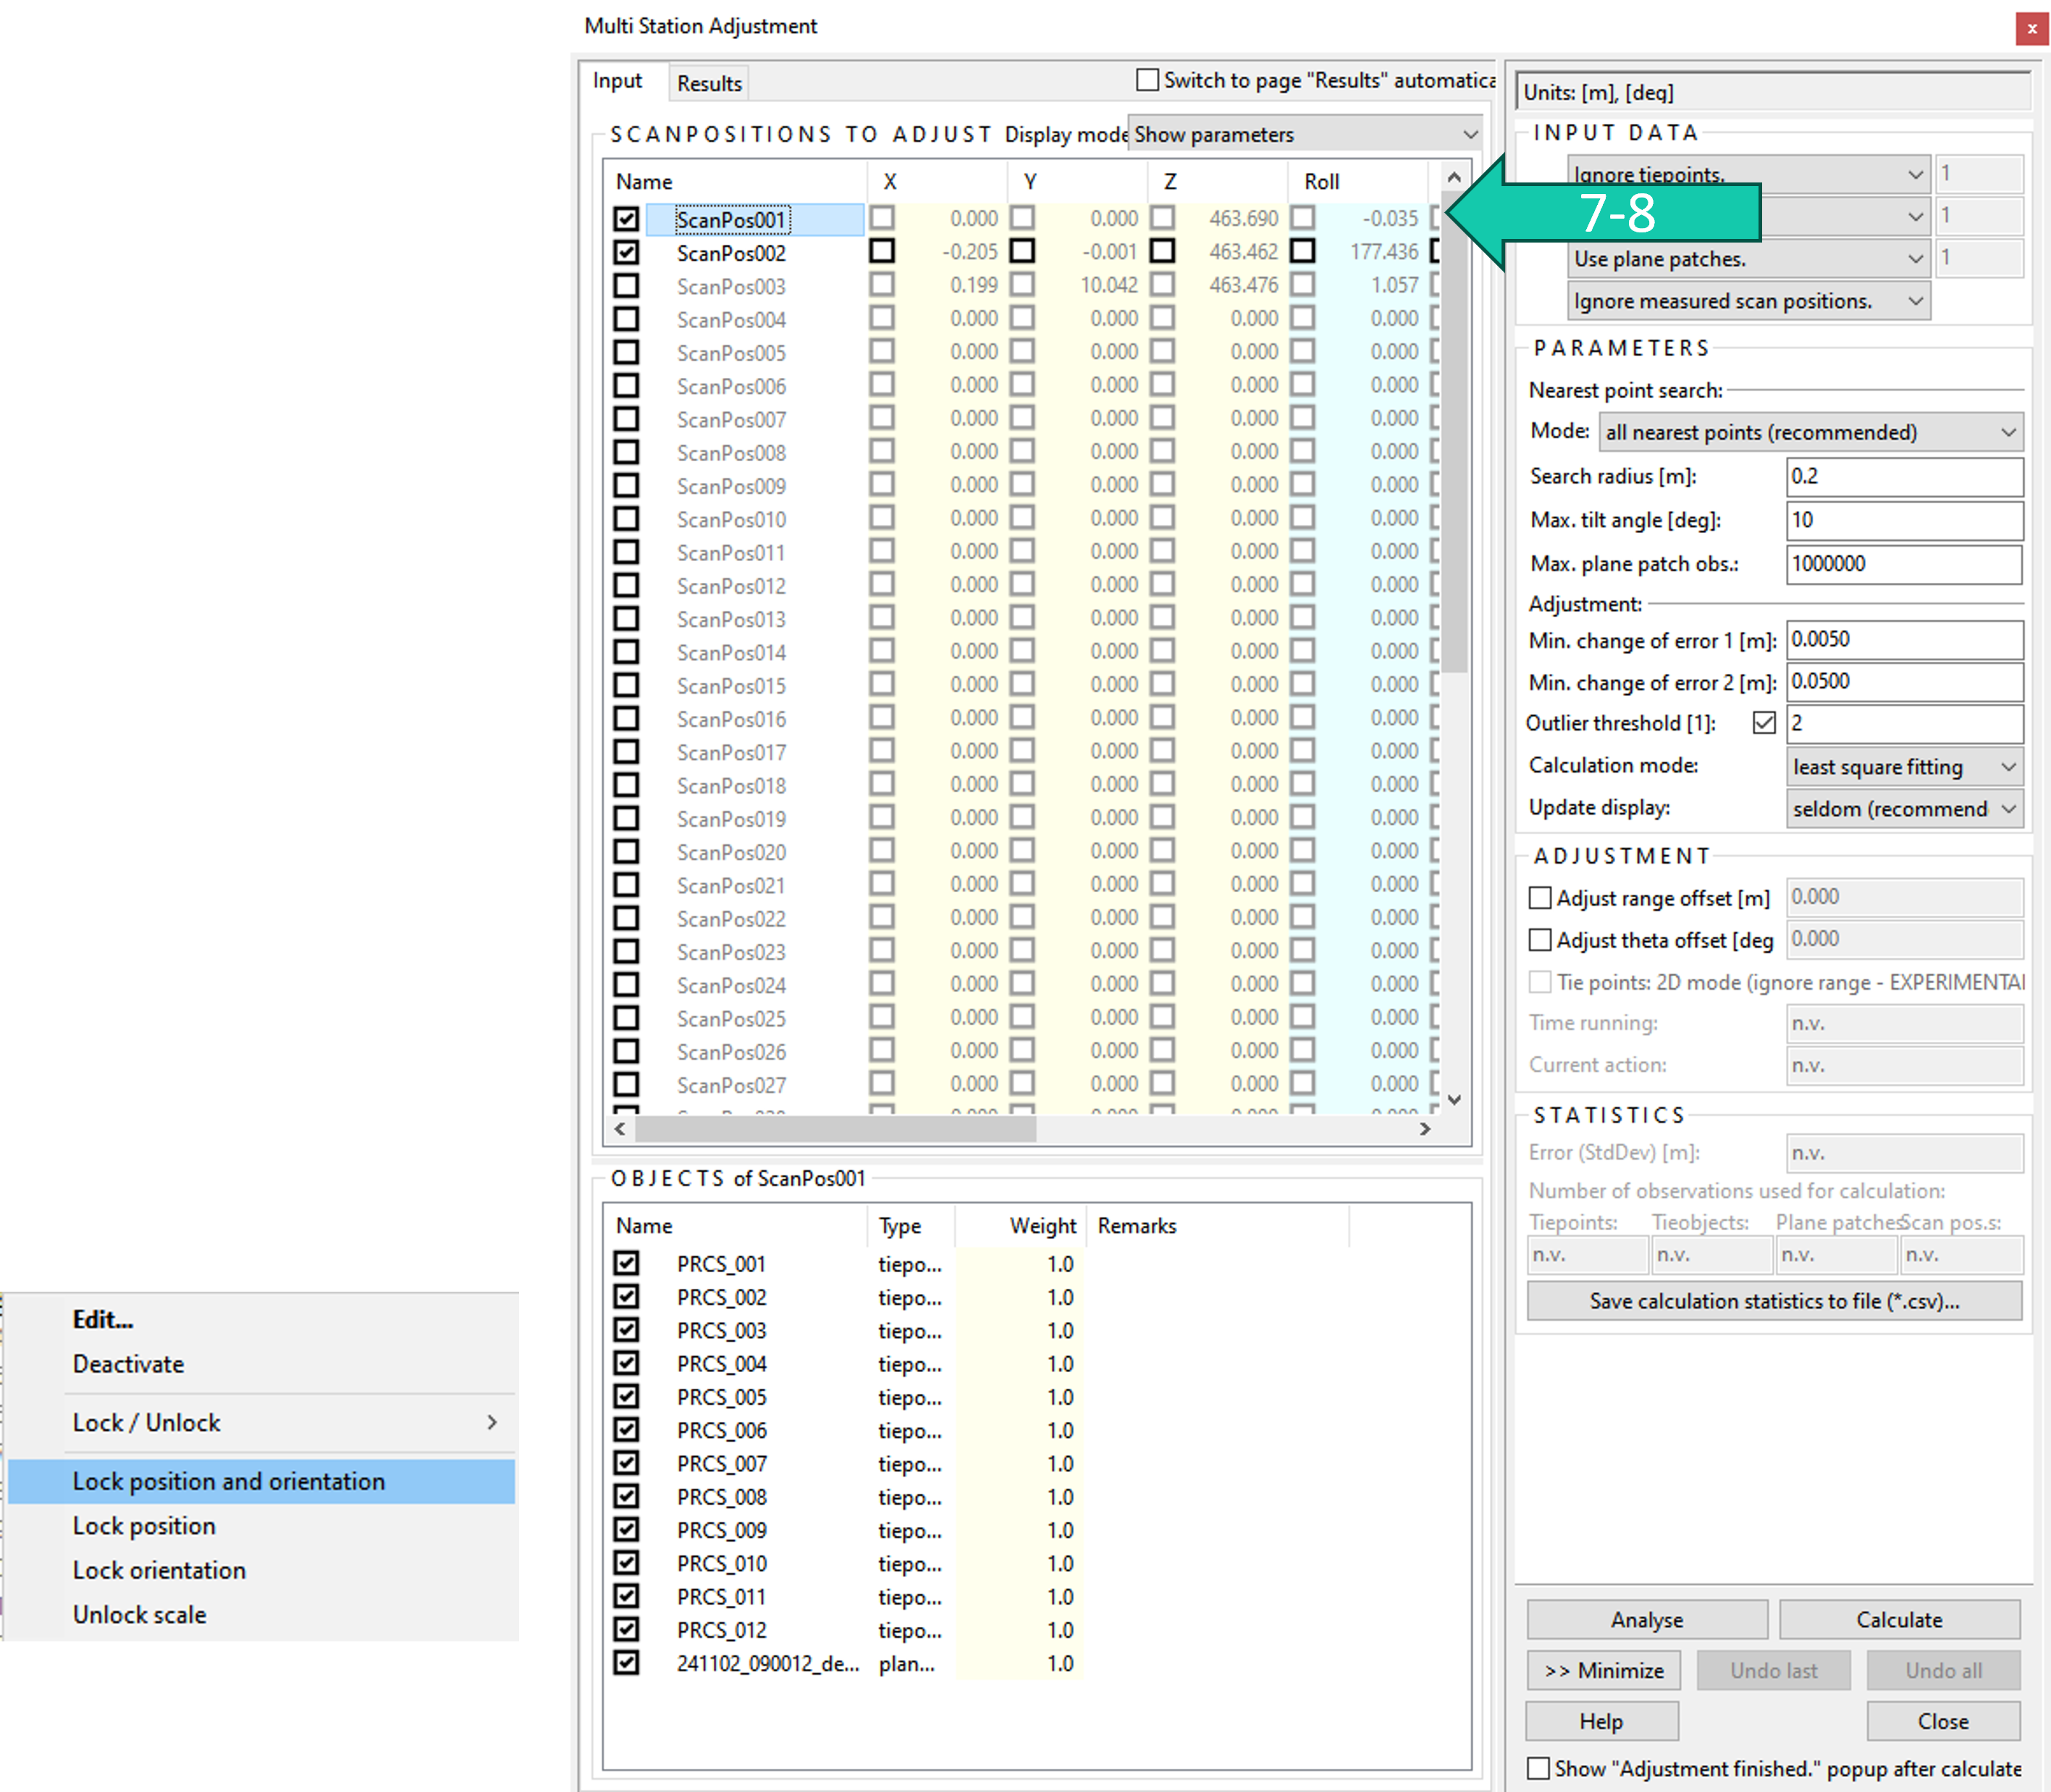 Multi Station Adjustment
x
Input
Results
Switch to page "Results" automatica
SCANPOSITIONS TO ADJUST Display mode
Show parameters
Name X Y Z Roll
ScanPos001 0.000 0.000 463.690 -0.035
ScanPos002 -0.205 -0.001 463.462 177.436
ScanPos003 0.199 10.042 463.476 1.057
ScanPos004 0.000 0.000 0.000 0.000
ScanPos005 0.000 0.000 0.000 0.000
ScanPos006 0.000 0.000 0.000 0.000
ScanPos007 0.000 0.000 0.000 0.000
ScanPos008 0.000 0.000 0.000 0.000
ScanPos009 0.000 0.000 0.000 0.000
ScanPos010 0.000 0.000 0.000 0.000
ScanPos011 0.000 0.000 0.000 0.000
ScanPos012 0.000 0.000 0.000 0.000
ScanPos013 0.000 0.000 0.000 0.000
ScanPos014 0.000 0.000 0.000 0.000
ScanPos015 0.000 0.000 0.000 0.000
ScanPos016 0.000 0.000 0.000 0.000
ScanPos017 0.000 0.000 0.000 0.000
ScanPos018 0.000 0.000 0.000 0.000
ScanPos019 0.000 0.000 0.000 0.000
ScanPos020 0.000 0.000 0.000 0.000
ScanPos021 0.000 0.000 0.000 0.000
ScanPos022 0.000 0.000 0.000 0.000
ScanPos023 0.000 0.000 0.000 0.000
ScanPos024 0.000 0.000 0.000 0.000
ScanPos025 0.000 0.000 0.000 0.000
ScanPos026 0.000 0.000 0.000 0.000
ScanPos027 0.000 0.000 0.000 0.000
7-8
OBJECTS of ScanPos001
Name Type Weight Remarks
PRCS_001 tiepo... 1.0
PRCS_002 tiepo... 1.0
PRCS_003 tiepo... 1.0
PRCS_004 tiepo... 1.0
PRCS_005 tiepo... 1.0
PRCS_006 tiepo... 1.0
PRCS_007 tiepo... 1.0
PRCS_008 tiepo... 1.0
PRCS_009 tiepo... 1.0
PRCS_010 tiepo... 1.0
PRCS_011 tiepo... 1.0
PRCS_012 tiepo... 1.0
241102_090012_de... plan... 1.0
Units: [m], [deg]
INPUT DATA
Ignore tiepoints. 1
1
Use plane patches. 1
Ignore measured scan positions.
PARAMETERS
Nearest point search:
Mode: all nearest points (recommended)
Search radius [m]: 0.2
Max. tilt angle [deg]: 10
Max. plane patch obs.: 1000000
Adjustment:
Min. change of error 1 [m]: 0.0050
Min. change of error 2 [m]: 0.0500
Outlier threshold [1]: 2
Calculation mode: least square fitting
Update display: seldom (recommend
ADJUSTMENT
Adjust range offset [m] 0.000
Adjust theta offset [deg 0.000
Tie points: 2D mode (ignore range - EXPERIMENTAI
Time running: n.v.
Current action: n.v.
STATISTICS
Error (StdDev) [m]: n.v.
Number of observations used for calculation:
Tiepoints: Tieobjects: Plane patches Scan pos.s:
n.v. n.v. n.v. n.v.
Save calculation statistics to file (*.csv)...
Analyse Calculate
>> Minimize Undo last Undo all
Help Close
Show "Adjustment finished." popup after calculate
Edit...
Deactivate
Lock / Unlock
Lock position and orientation
Lock position
Lock orientation
Unlock scale